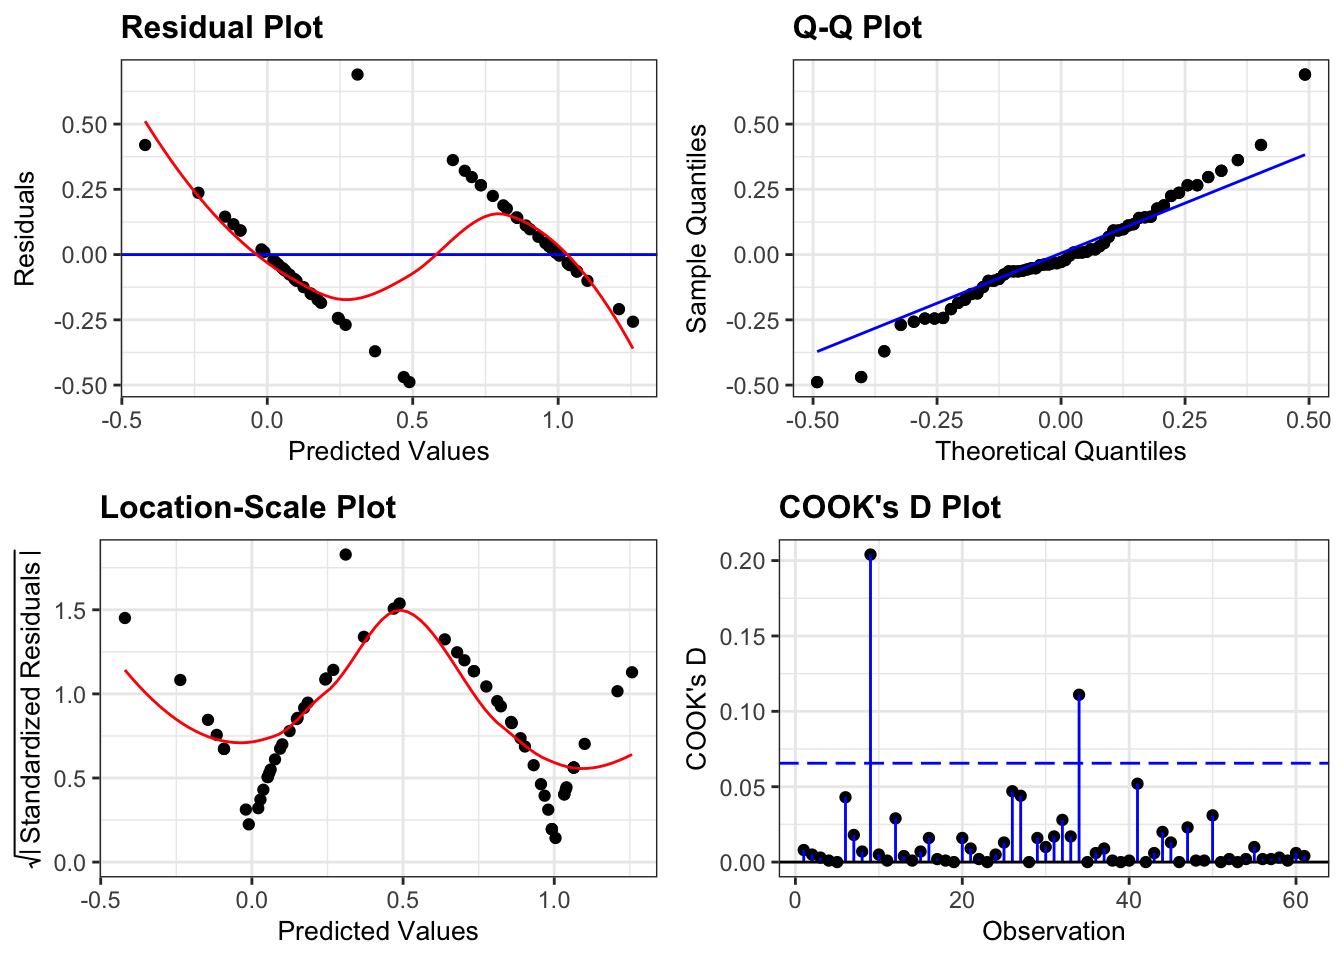 Residual Plot
0.50
0.25
0.00
-0.25
-0.50
Residuals
-0.5 0.0 0.5 1.0
Predicted Values
Q-Q Plot
0.50
0.25
0.00
-0.25
-0.50
Sample Quantiles
-0.50 -0.25 0.00 0.25 0.50
Theoretical Quantiles
Location-Scale Plot
1.5
1.0
0.5
0.0
√| Standardized Residuals |
-0.5 0.0 0.5 1.0
Predicted Values
COOK's D Plot
0.20
0.15
0.10
0.05
0.00
COOK's D
0 20 40 60
Observation